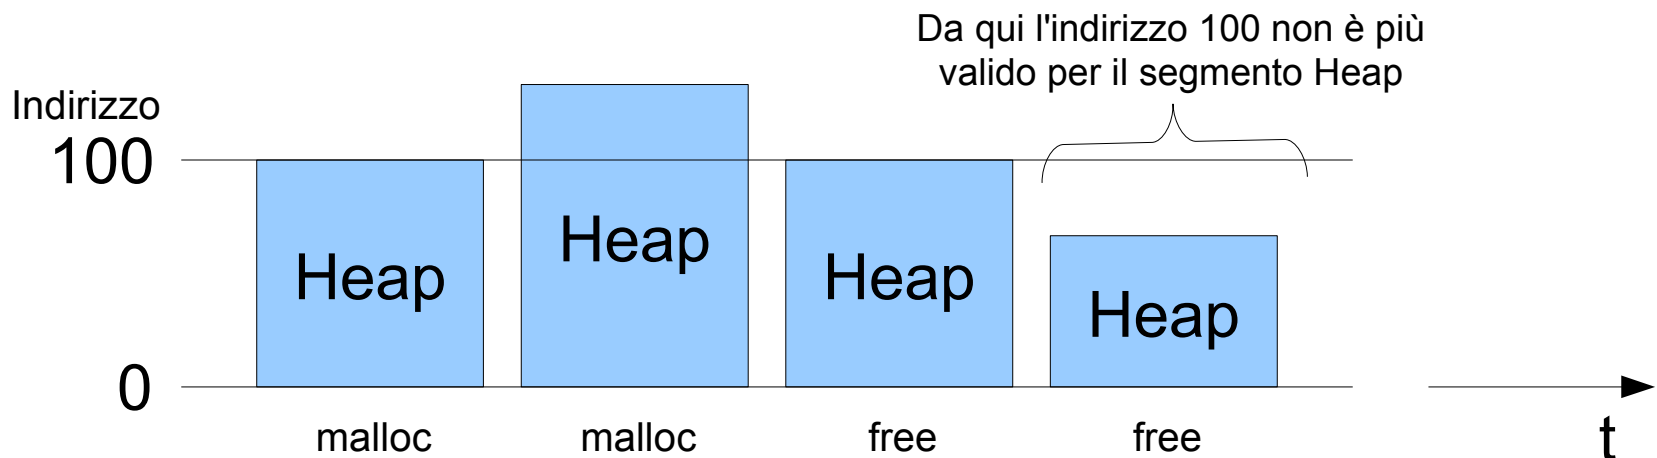 Da qui l'indirizzo 100 non è più
valido per il segmento Heap
Indirizzo
100
Heap
Heap
Heap
Heap
0
malloc
malloc
free
free
t